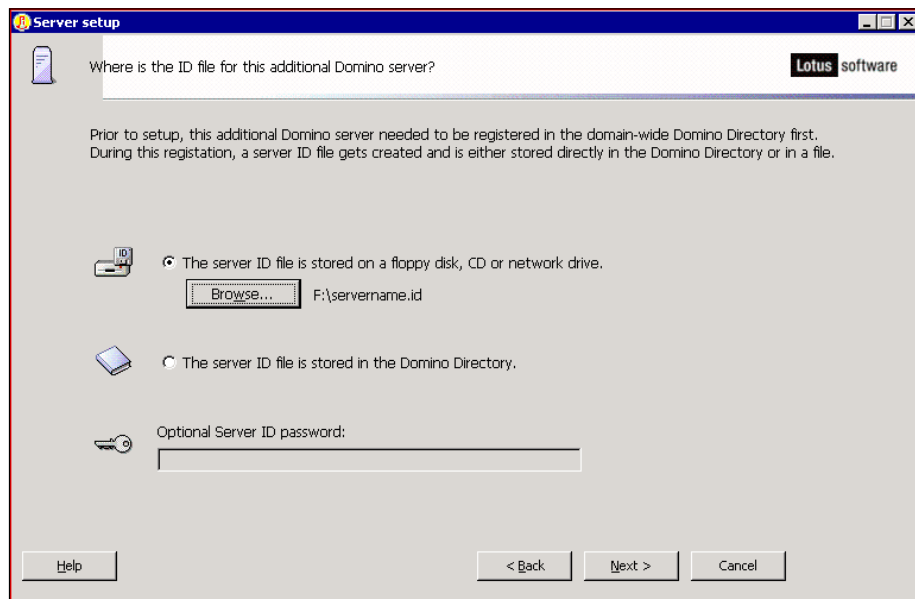 Server setup
Where is the ID file for this additional Domino server?
Lotus software
Prior to setup, this additional Domino server needed to be registered in the domain-wide Domino Directory first.
During this registation, a server ID file gets created and is either stored directly in the Domino Directory or in a file.
ID
The server ID file is stored on a floppy disk, CD or network drive.
Browse... F:\servername.id
The server ID file is stored in the Domino Directory.
Optional Server ID password:
Help < Back Next > Cancel